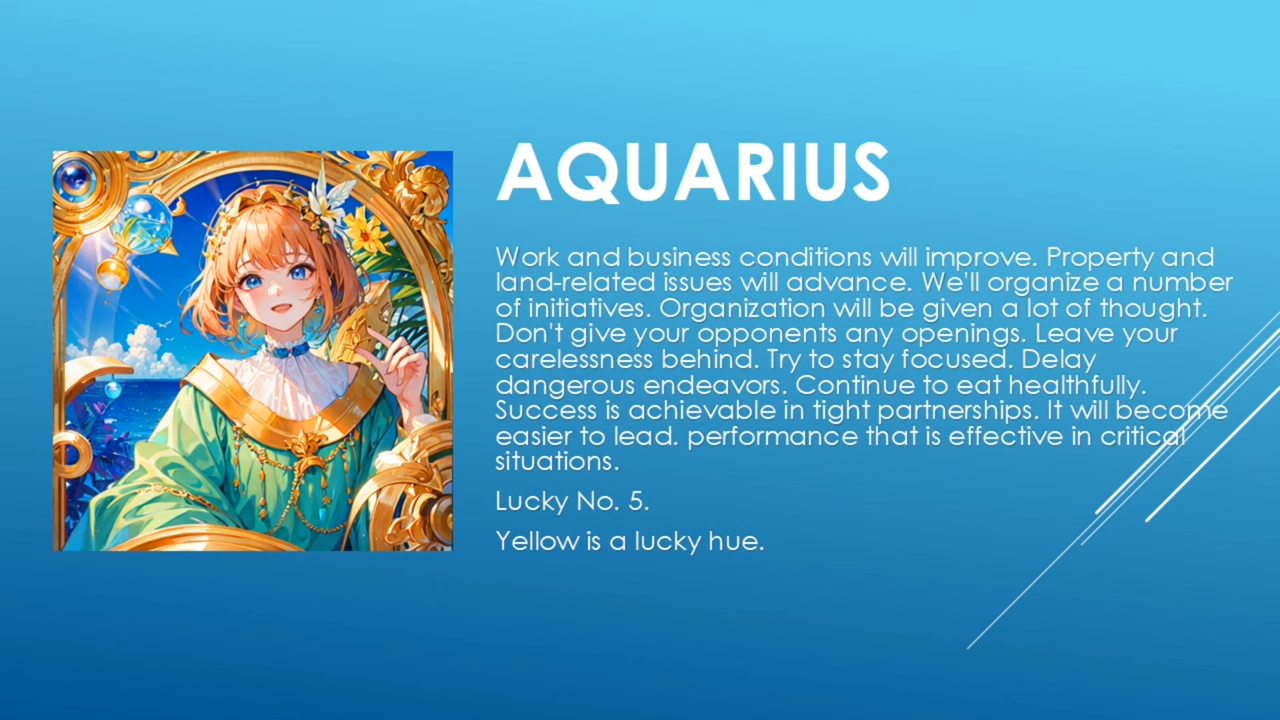 AQUARIUS
Work and business conditions will improve. Property and
land-related issues will advance. We'll organize a number
of initiatives. Organization will be given a lot of thought.
Don't give your opponents any openings. Leave your
carelessness behind. Try to stay focused. Delay
dangerous endeavors. Continue to eat healthfully.
Success is achievable in tight partnerships. It will become
easier to lead. performance that is effective in critical
situations.
Lucky No. 5.
Yellow is a lucky hue.